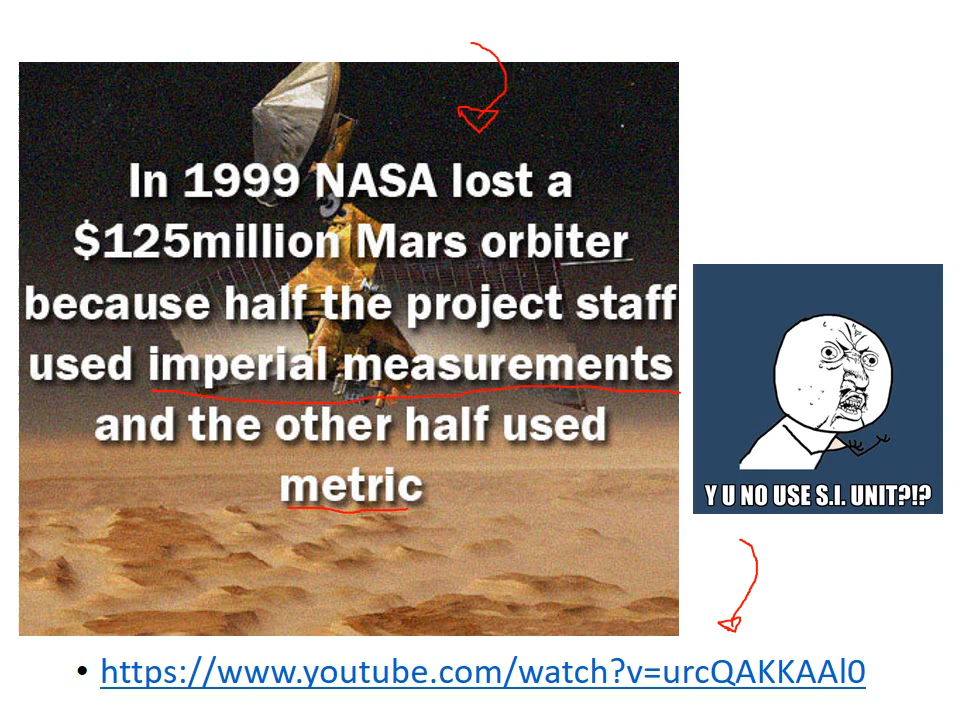 In 1999 NASA lost a
$125million Mars orbiter
because half the project staff
used imperial measurements
and the other half used
metric
Y U NO USE S.I. UNIT?!?
• https://www.youtube.com/watch?v=urcQAKKAAl0